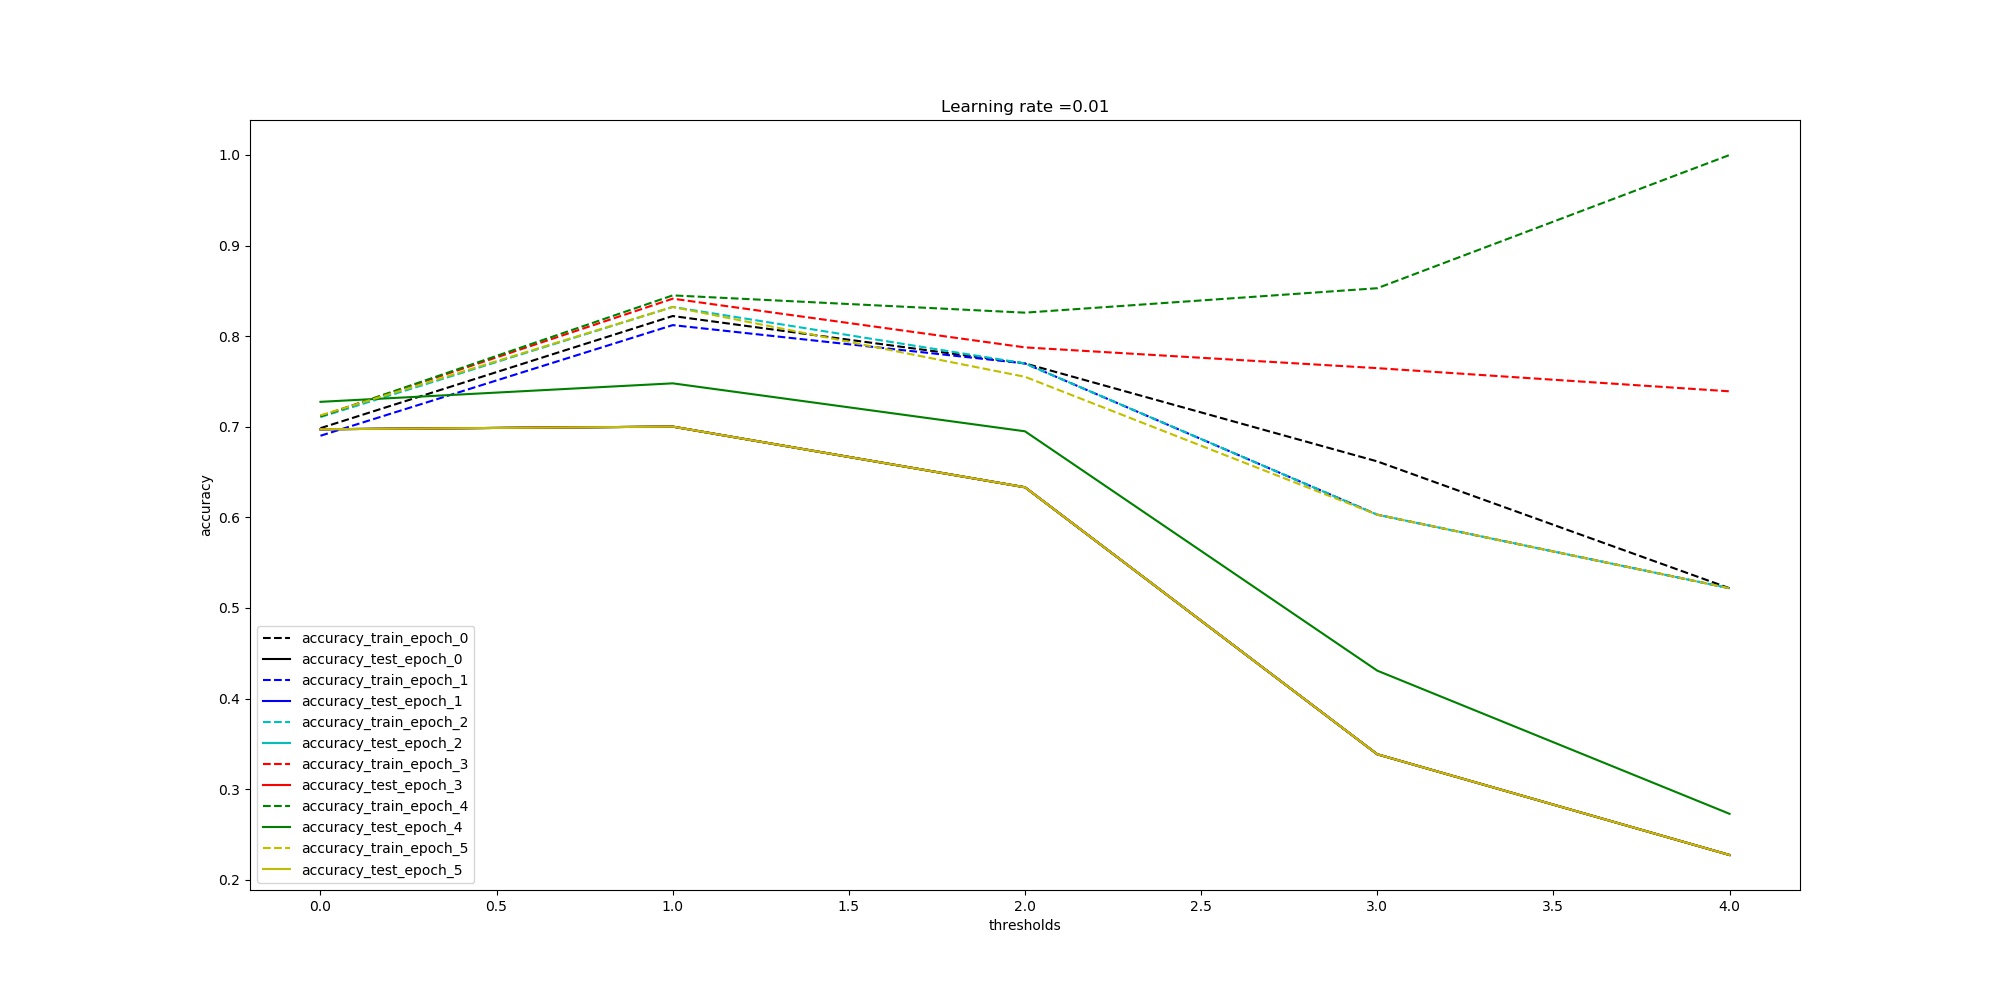 Learning rate =0.01
1.0
0.9
0.8
0.7
0.6
0.5
0.4
0.3
0.2
accuracy
accuracy_train_epoch_0
accuracy_test_epoch_0
accuracy_train_epoch_1
accuracy_test_epoch_1
accuracy_train_epoch_2
accuracy_test_epoch_2
accuracy_train_epoch_3
accuracy_test_epoch_3
accuracy_train_epoch_4
accuracy_test_epoch_4
accuracy_train_epoch_5
accuracy_test_epoch_5
0.0 0.5 1.0 1.5 2.0 2.5 3.0 3.5 4.0
thresholds